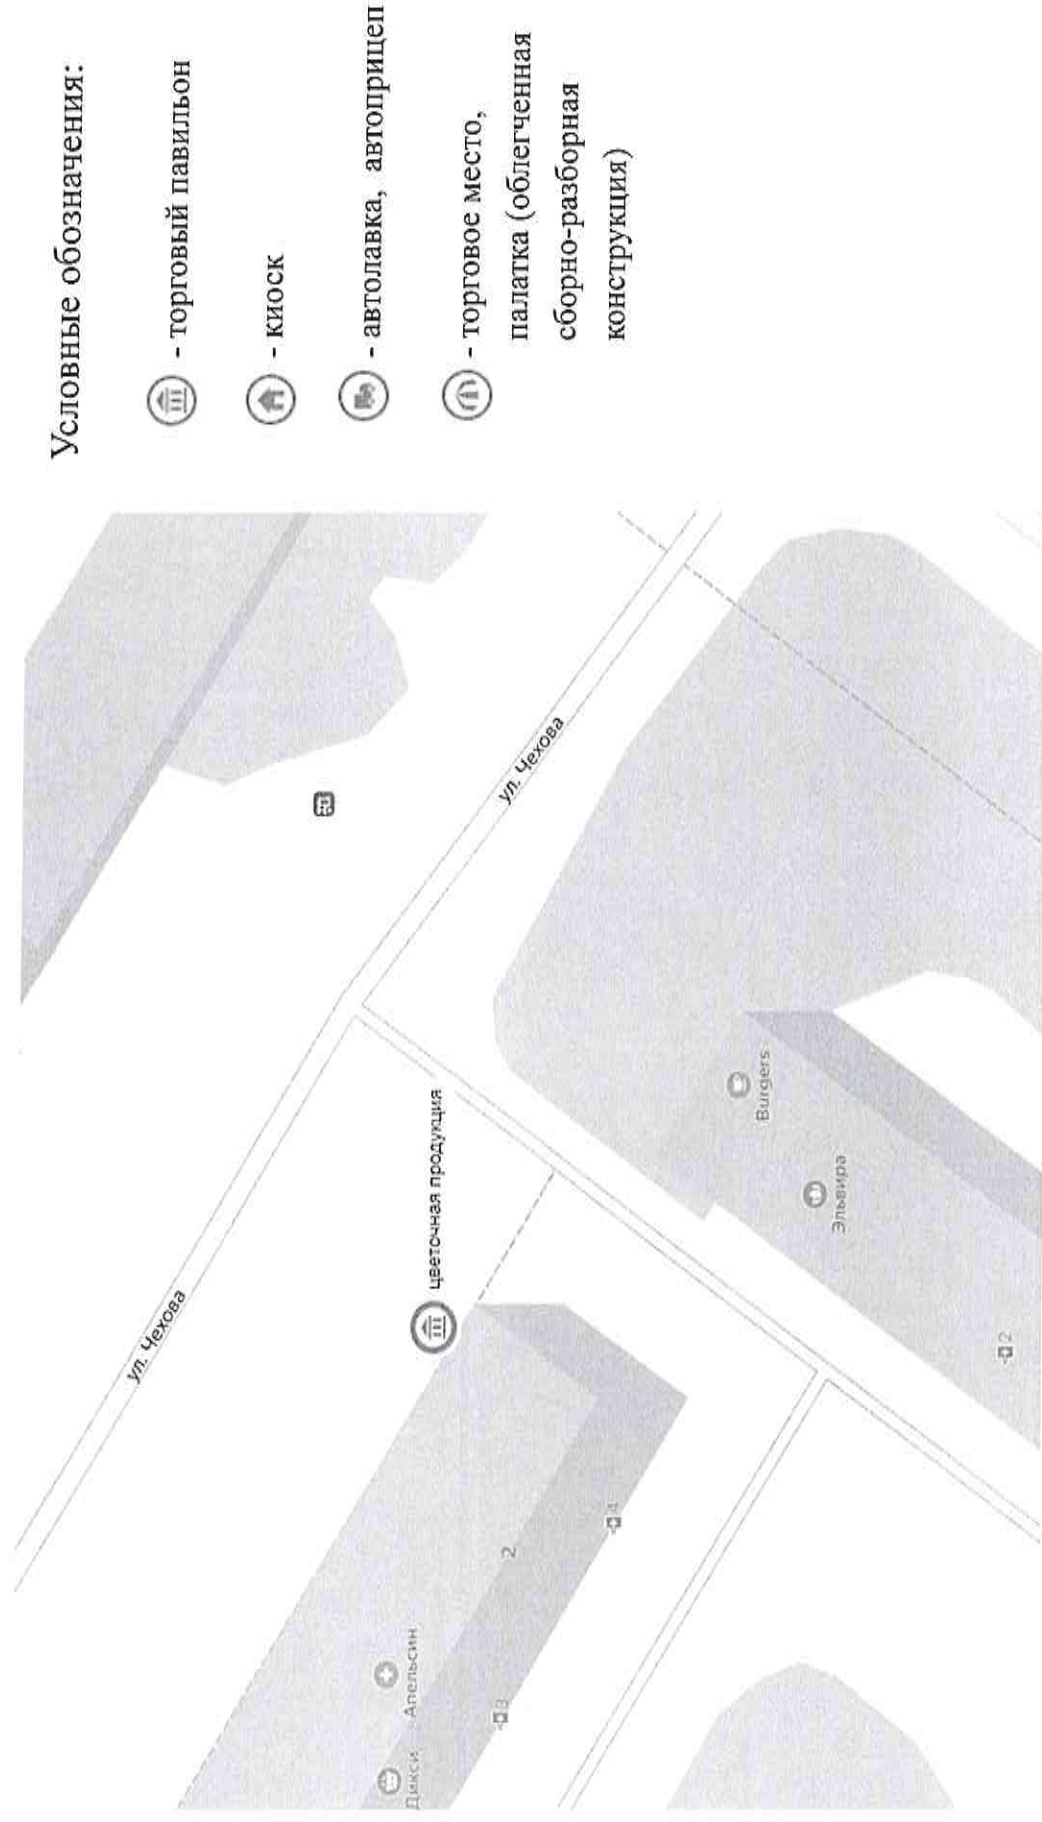 Условные обозначения:
- торговый павильон
- киоск
- автолавка, автоприцеп
- торговое место,
палатка (облегченная
сборно-разборная
конструкция)
ул. Чехова
ул. Чехова
цветочная продукция
Burgers
Эльвира
2
2
4
3
Апельсин
Дикси